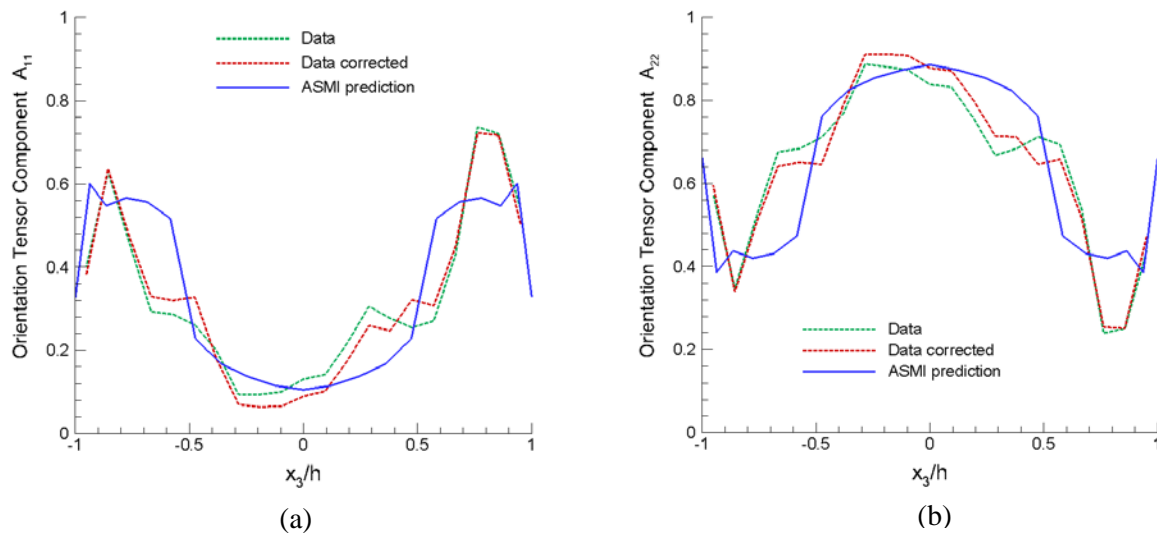 Orientation Tensor Component A11
1
0.8
0.6
0.4
0.2
0
-1
-0.5
0
0.5
1
x3/h
Data
Data corrected
ASMI prediction
(a)
Orientation Tensor Component A22
1
0.8
0.6
0.4
0.2
0
-1
-0.5
0
0.5
1
x3/h
Data
Data corrected
ASMI prediction
(b)